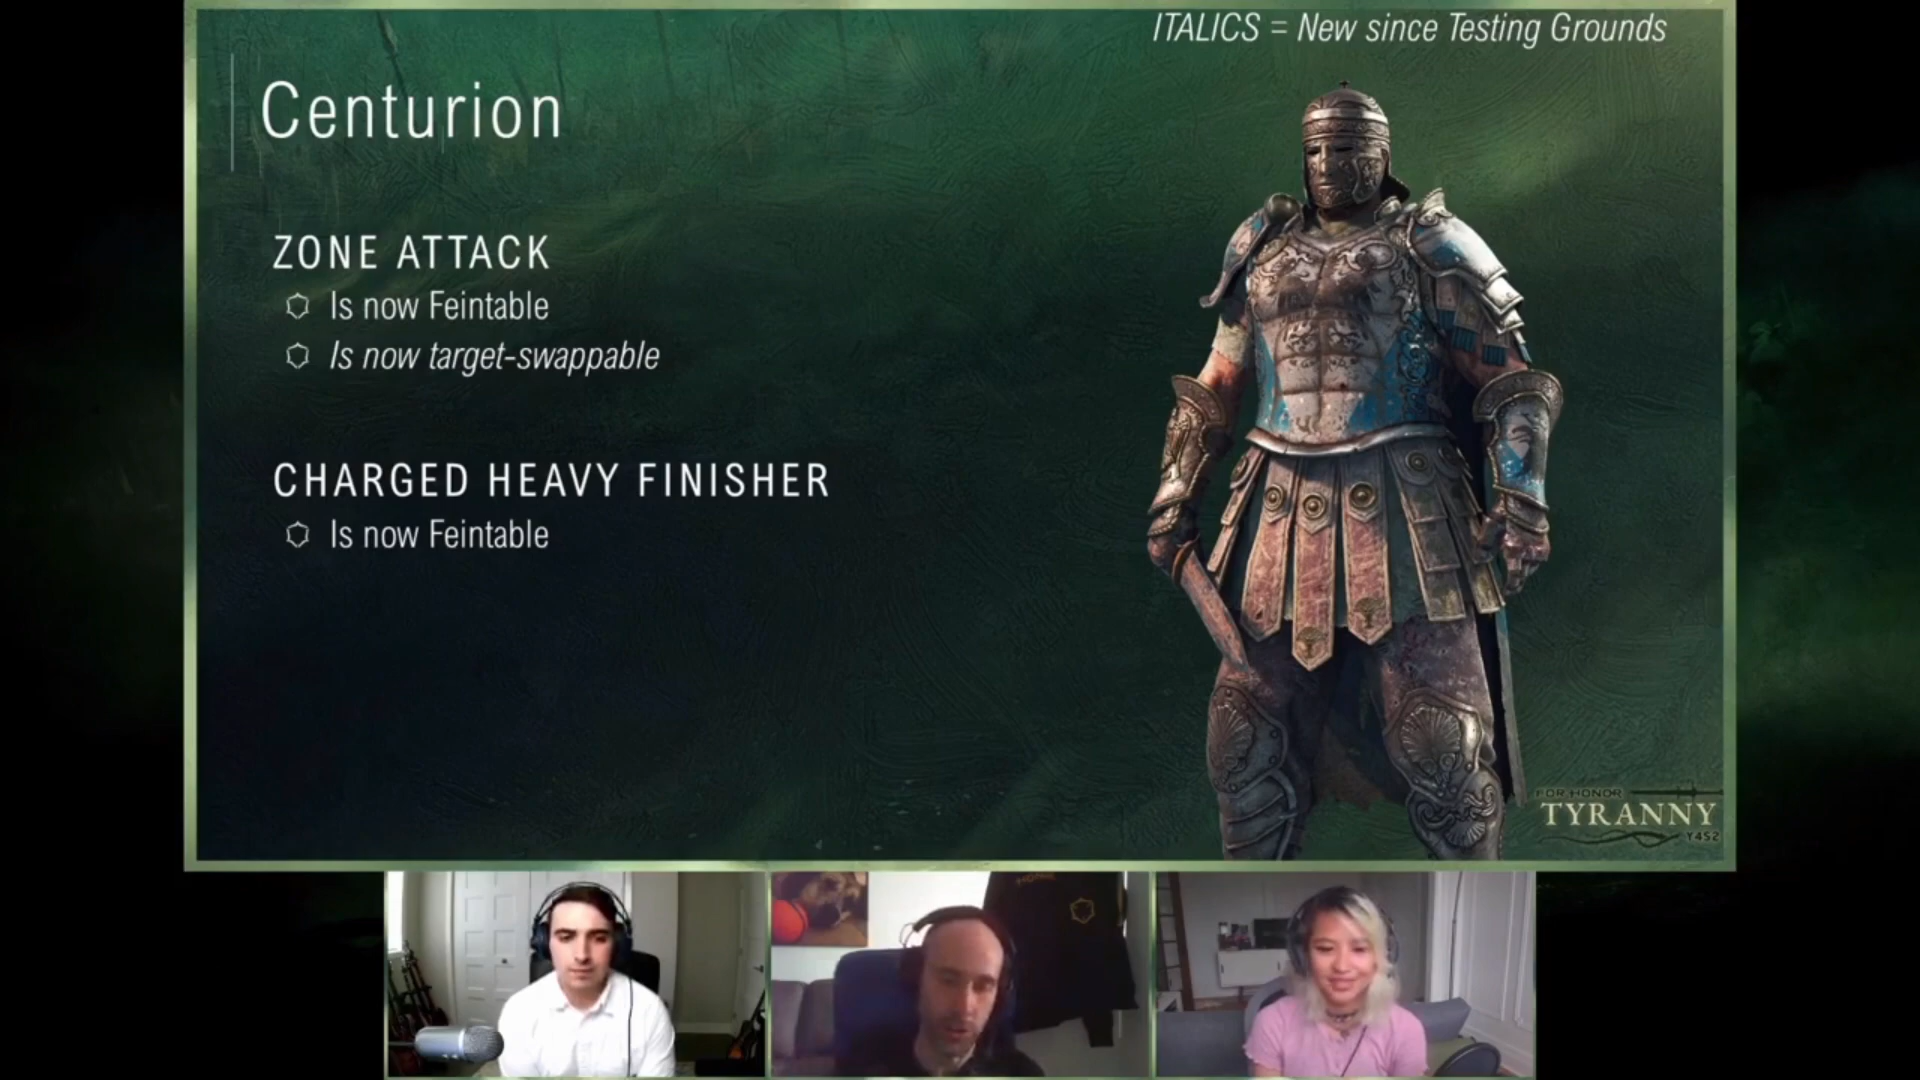 ITALICS = New since Testing Grounds
Centurion
ZONE ATTACK
Is now Feintable
Is now target-swappable
CHARGED HEAVY FINISHER
Is now Feintable
FOR HONOR
TYRANNY
Y4S2